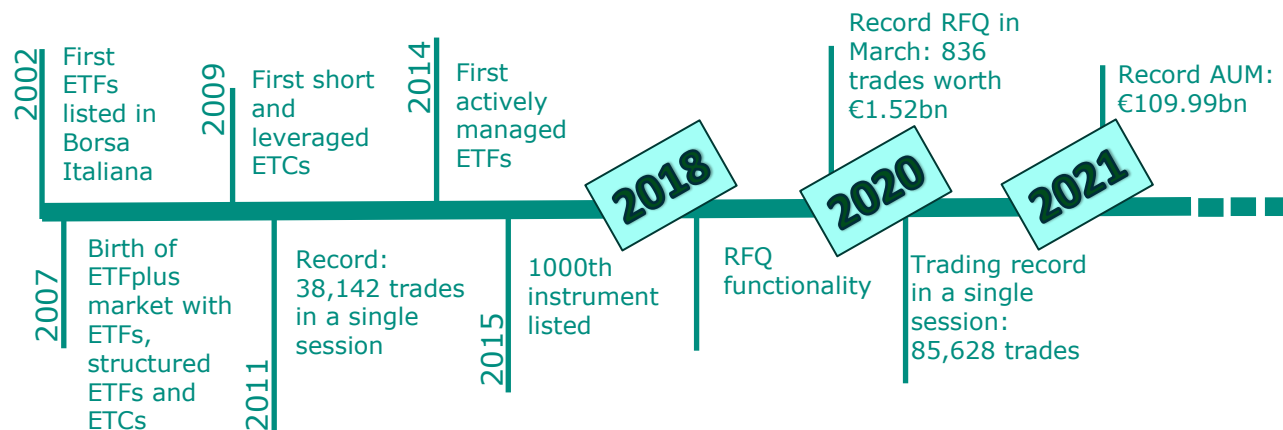 2002
First
ETFs
listed in
Borsa
Italiana
2007
Birth of
ETFplus
market with
ETFs,
structured
ETFs and
ETCs
2009
First short
and
leveraged
ETCs
2011
Record:
38,142 trades
in a single
session
2014
First
actively
managed
ETFs
2015
1000th
instrument
listed
2018
RFQ
functionality
2020
Record RFQ in
March: 836
trades worth
€1.52bn
Trading record
in a single
session:
85,628 trades
2021
Record AUM:
€109.99bn